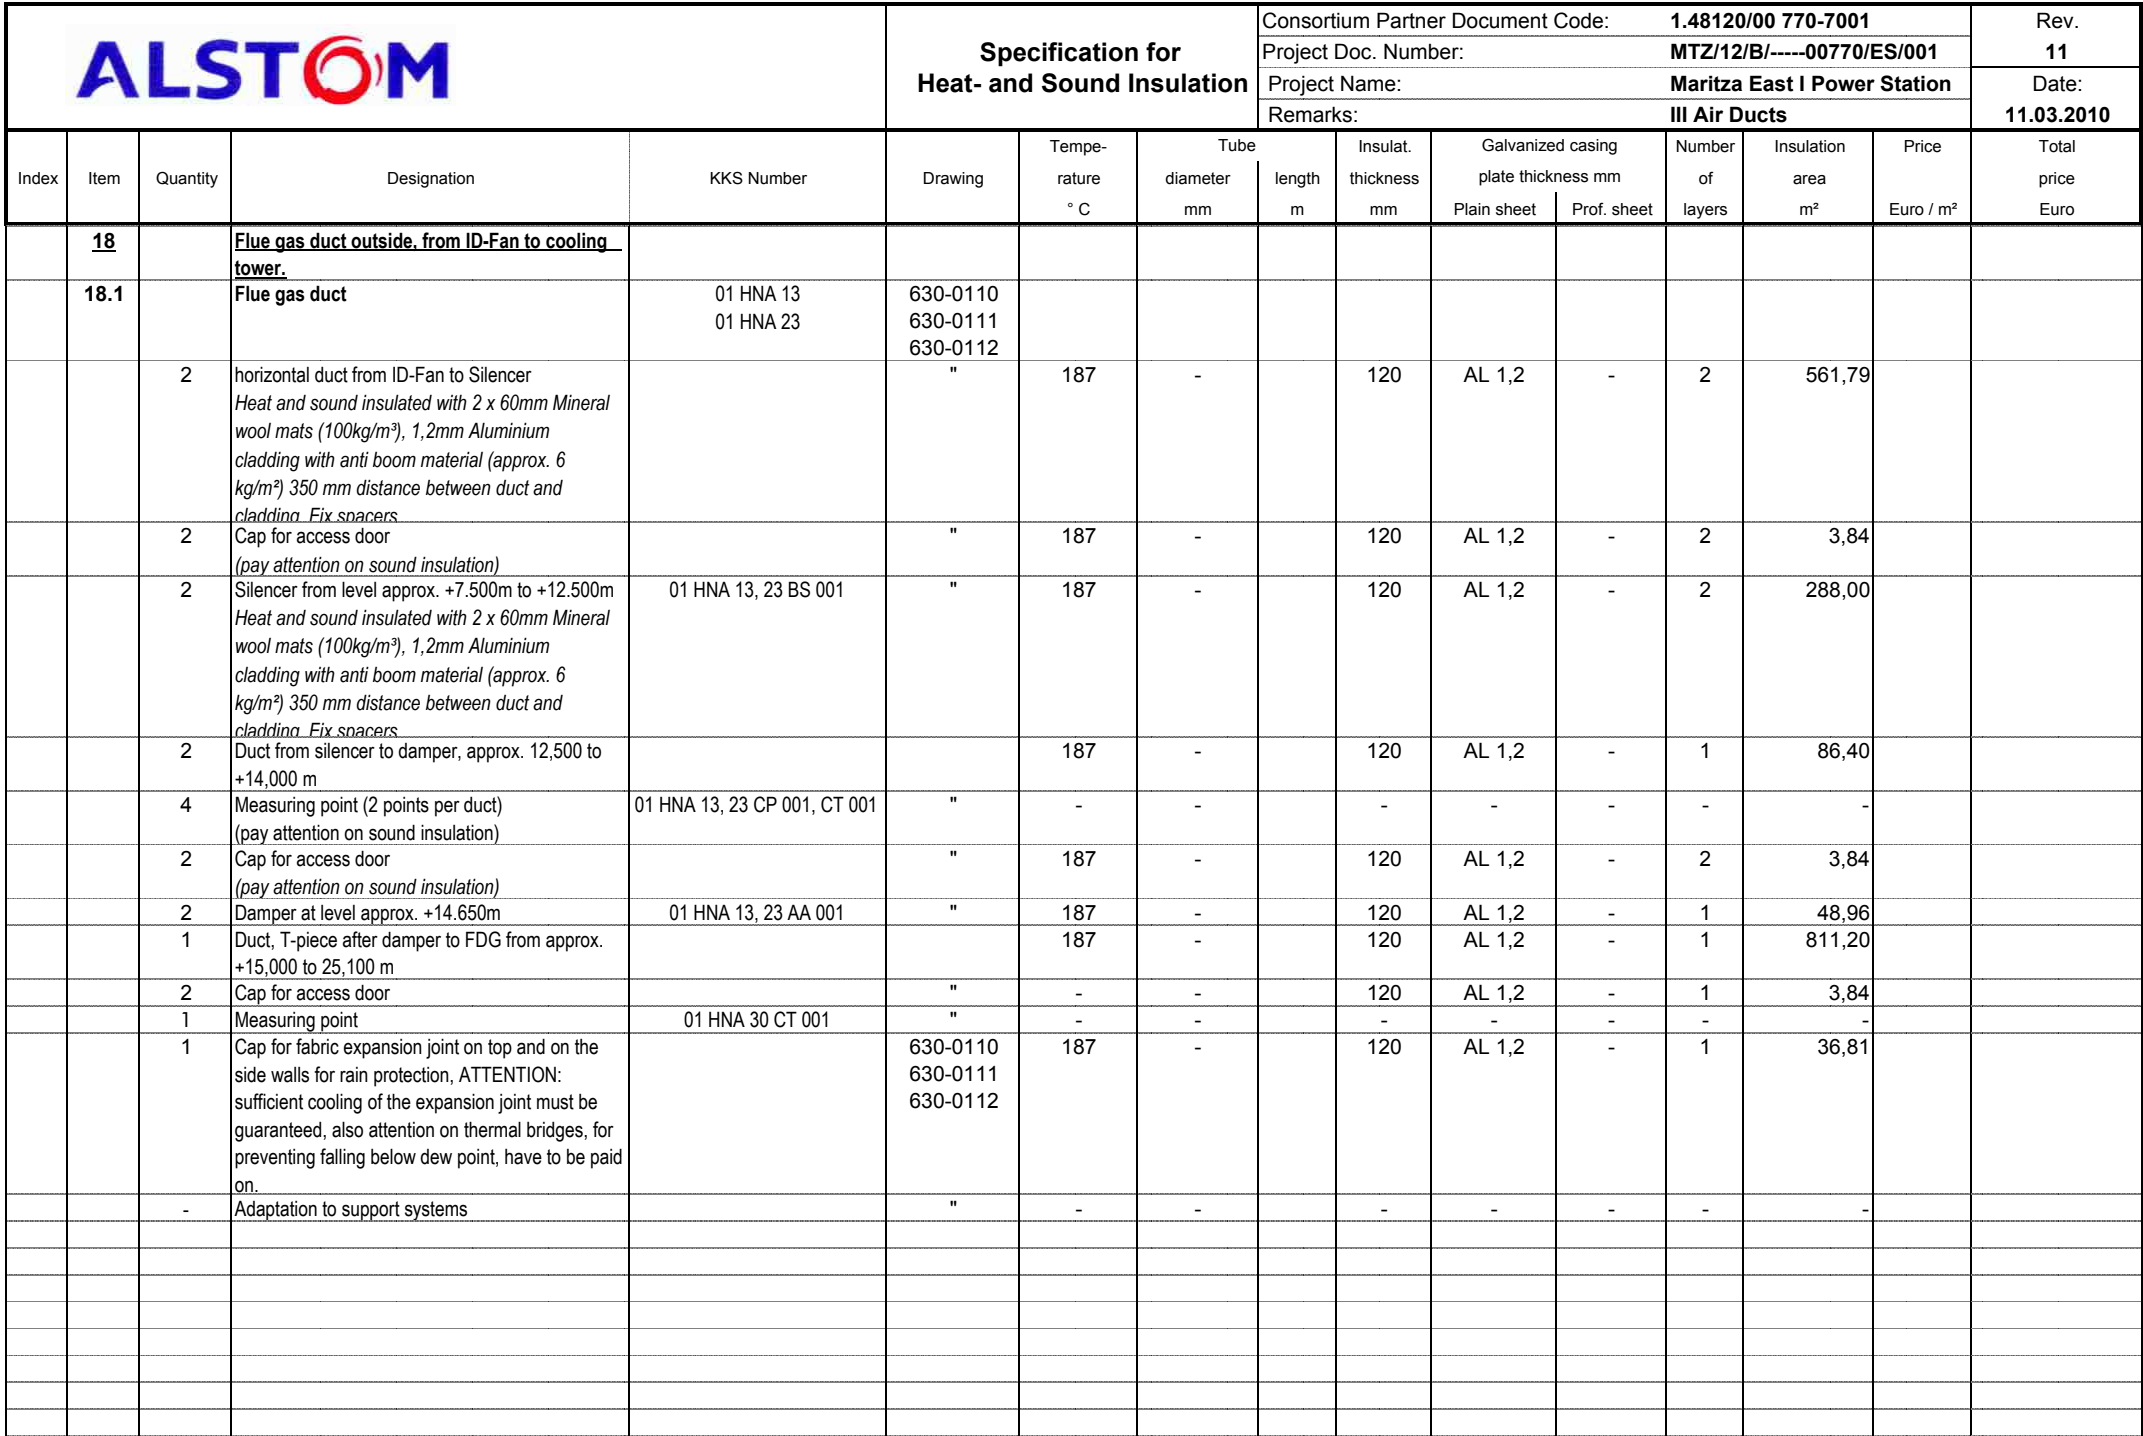 ALSTOM
Specification for
Heat- and Sound Insulation
Consortium Partner Document Code: 1.48120/00 770-7001
Project Doc. Number: MTZ/12/B/-----00770/ES/001
Project Name: Maritza East I Power Station
Remarks: III Air Ducts
Rev.
11
Date:
11.03.2010
Index Item Quantity Designation KKS Number Drawing
Tempe-
rature
° C
Tube
diameter
mm
length
m
Insulat.
thickness
mm
Galvanized casing
plate thickness mm
Plain sheet Prof. sheet
Number
of
layers
Insulation
area
m²
Price
Euro / m²
Total
price
Euro
18 Flue gas duct outside, from ID-Fan to cooling
tower.
18.1 Flue gas duct 01 HNA 13 630-0110
01 HNA 23 630-0111
630-0112
2 horizontal duct from ID-Fan to Silencer " 187 - 120 AL 1,2 - 2 561,79
Heat and sound insulated with 2 x 60mm Mineral
wool mats (100kg/m³), 1,2mm Aluminium
cladding with anti boom material (approx. 6
kg/m²) 350 mm distance between duct and
cladding. Fix spacers
2 Cap for access door " 187 - 120 AL 1,2 - 2 3,84
(pay attention on sound insulation)
2 Silencer from level approx. +7.500m to +12.500m 01 HNA 13, 23 BS 001 " 187 - 120 AL 1,2 - 2 288,00
Heat and sound insulated with 2 x 60mm Mineral
wool mats (100kg/m³), 1,2mm Aluminium
cladding with anti boom material (approx. 6
kg/m²) 350 mm distance between duct and
cladding. Fix spacers
2 Duct from silencer to damper, approx. 12,500 to 187 - 120 AL 1,2 - 1 86,40
+14,000 m
4 Measuring point (2 points per duct) 01 HNA 13, 23 CP 001, CT 001 " - - - - - - -
(pay attention on sound insulation)
2 Cap for access door " 187 - 120 AL 1,2 - 2 3,84
(pay attention on sound insulation)
2 Damper at level approx. +14.650m 01 HNA 13, 23 AA 001 " 187 - 120 AL 1,2 - 1 48,96
1 Duct, T-piece after damper to FDG from approx. 187 - 120 AL 1,2 - 1 811,20
+15,000 to 25,100 m
2 Cap for access door " - - 120 AL 1,2 - 1 3,84
1 Measuring point 01 HNA 30 CT 001 " - - - - - - -
1 Cap for fabric expansion joint on top and on the 630-0110 187 - 120 AL 1,2 - 1 36,81
side walls for rain protection, ATTENTION: 630-0111
sufficient cooling of the expansion joint must be 630-0112
guaranteed, also attention on thermal bridges, for
preventing falling below dew point, have to be paid
on.
- Adaptation to support systems " - - - - - - -